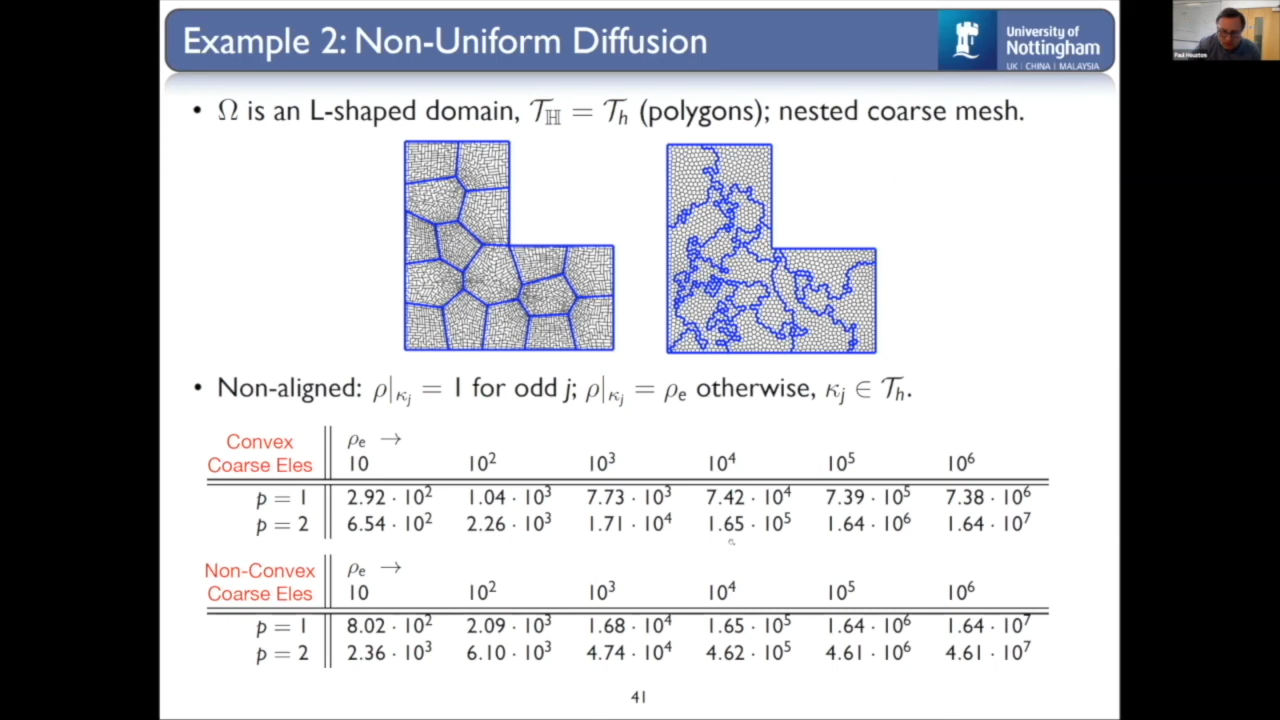 Example 2: Non-Uniform Diffusion
University of
Nottingham
UK | CHINA | MALAYSIA
Paul Houston
• Ω is an L-shaped domain, 𝒯_ℍ = 𝒯_h (polygons); nested coarse mesh.
• Non-aligned: ρ|κ_j = 1 for odd j; ρ|κ_j = ρ_e otherwise, κ_j ∈ 𝒯_h.
Convex ρ_e →
Coarse Eles 10 10² 10³ 10⁴ 10⁵ 10⁶
p = 1 2.92 · 10² 1.04 · 10³ 7.73 · 10³ 7.42 · 10⁴ 7.39 · 10⁵ 7.38 · 10⁶
p = 2 6.54 · 10² 2.26 · 10³ 1.71 · 10⁴ 1.65 · 10⁵ 1.64 · 10⁶ 1.64 · 10⁷
Non-Convex ρ_e →
Coarse Eles 10 10² 10³ 10⁴ 10⁵ 10⁶
p = 1 8.02 · 10² 2.09 · 10³ 1.68 · 10⁴ 1.65 · 10⁵ 1.64 · 10⁶ 1.64 · 10⁷
p = 2 2.36 · 10³ 6.10 · 10³ 4.74 · 10⁴ 4.62 · 10⁵ 4.61 · 10⁶ 4.61 · 10⁷
41